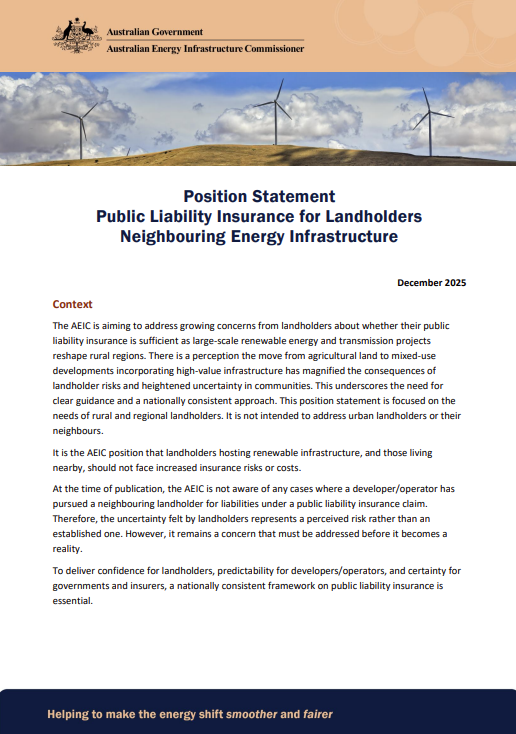 Australian Government
Australian Energy Infrastructure Commissioner
Position Statement
Public Liability Insurance for Landholders
Neighbouring Energy Infrastructure
December 2025
Context
The AEIC is aiming to address growing concerns from landholders about whether their public
liability insurance is sufficient as large-scale renewable energy and transmission projects
reshape rural regions. There is a perception the move from agricultural land to mixed-use
developments incorporating high-value infrastructure has magnified the consequences of
landholder risks and heightened uncertainty in communities. This underscores the need for
clear guidance and a nationally consistent approach. This position statement is focused on the
needs of rural and regional landholders. It is not intended to address urban landholders or their
neighbours.
It is the AEIC position that landholders hosting renewable infrastructure, and those living
nearby, should not face increased insurance risks or costs.
At the time of publication, the AEIC is not aware of any cases where a developer/operator has
pursued a neighbouring landholder for liabilities under a public liability insurance claim.
Therefore, the uncertainty felt by landholders represents a perceived risk rather than an
established one. However, it remains a concern that must be addressed before it becomes a
reality.
To deliver confidence for landholders, predictability for developers/operators, and certainty for
governments and insurers, a nationally consistent framework on public liability insurance is
essential.
Helping to make the energy shift smoother and fairer